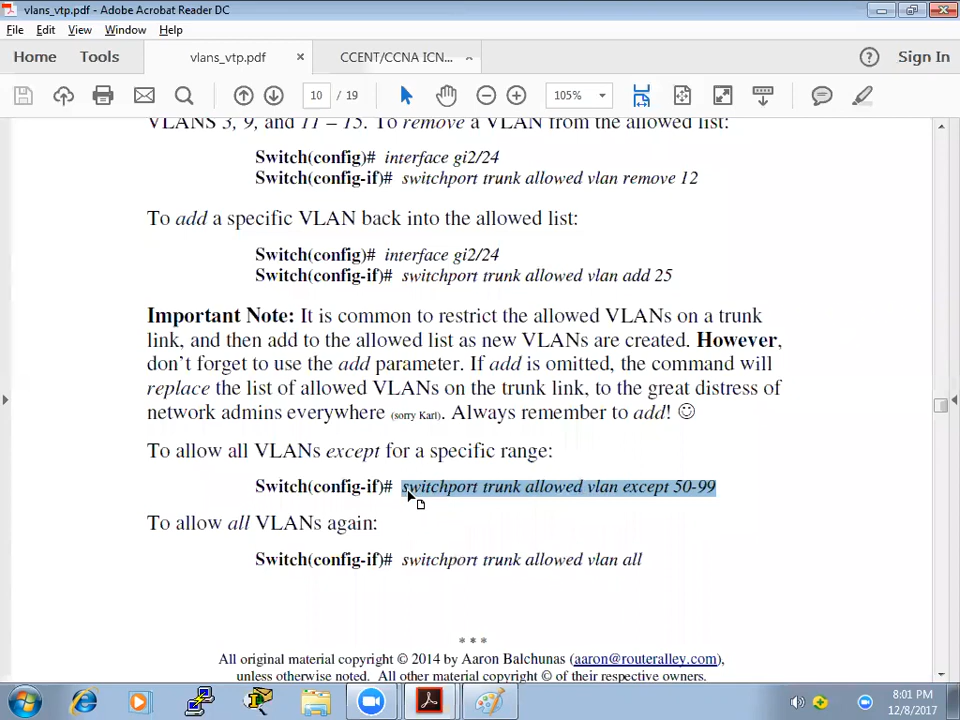 vlans_vtp.pdf - Adobe Acrobat Reader DC
File Edit View Window Help
Home Tools vlans_vtp.pdf × CCENT/CCNA ICN... Sign In
10 / 19 105%
VLANS 3, 9, and 11 – 15. To remove a VLAN from the allowed list:
Switch(config)# interface gi2/24
Switch(config-if)# switchport trunk allowed vlan remove 12
To add a specific VLAN back into the allowed list:
Switch(config)# interface gi2/24
Switch(config-if)# switchport trunk allowed vlan add 25
Important Note: It is common to restrict the allowed VLANs on a trunk
link, and then add to the allowed list as new VLANs are created. However,
don’t forget to use the add parameter. If add is omitted, the command will
replace the list of allowed VLANs on the trunk link, to the great distress of
network admins everywhere (sorry Karl). Always remember to add! ☺
To allow all VLANs except for a specific range:
Switch(config-if)# switchport trunk allowed vlan except 50-99
To allow all VLANs again:
Switch(config-if)# switchport trunk allowed vlan all
* * *
All original material copyright © 2014 by Aaron Balchunas (aaron@routeralley.com),
unless otherwise noted. All other material copyright © of their respective owners.
8:01 PM
12/8/2017